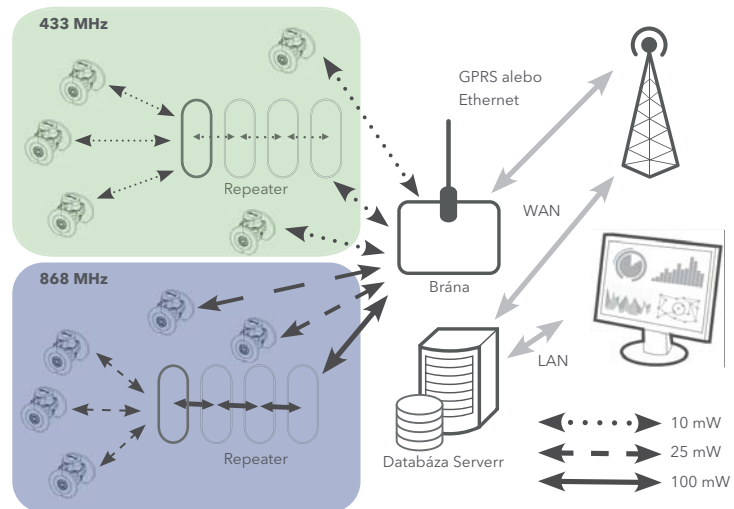 433 MHz
Repeater
868 MHz
Repeater
GPRS alebo
Ethernet
WAN
Brána
LAN
Databáza Serverr
10 mW
25 mW
100 mW